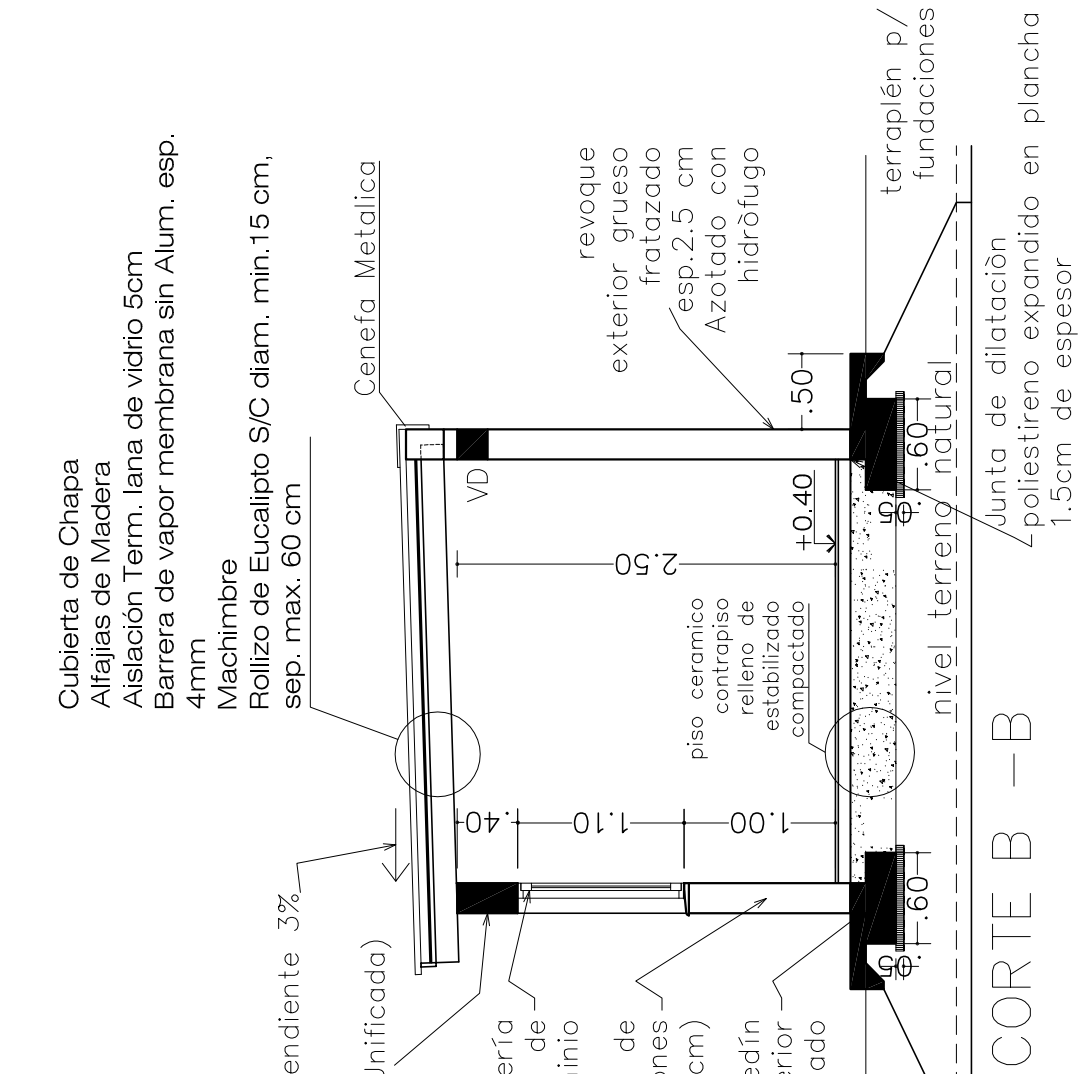 Cubierta de Chapa
Alfajias de Madera
Aislación Term. lana de vidrio 5cm
Barrera de vapor membrana sin Alum. esp.
4mm
Machimbre
Rollizo de Eucalipto S/C diam. min.15 cm,
sep. max. 60 cm
endiente 3%
Cenefa Metalica
Unificada)
VD
ería
de
inio
revoque
exterior grueso
fratazado
esp.2.5 cm
Azotado con
hidròfugo
de
ones
cm)
2.50
.40
1.10
1.00
piso ceramico
contrapiso
relleno de
estabilizado
compactado
+0.40
.50
edín
erior
ado
terraplén p/
fundaciones
.60
.05
.60
.05
nivel terreno natural
Junta de dilataciòn
poliestireno expandido en plancha
1.5cm de espesor
CORTE B -B